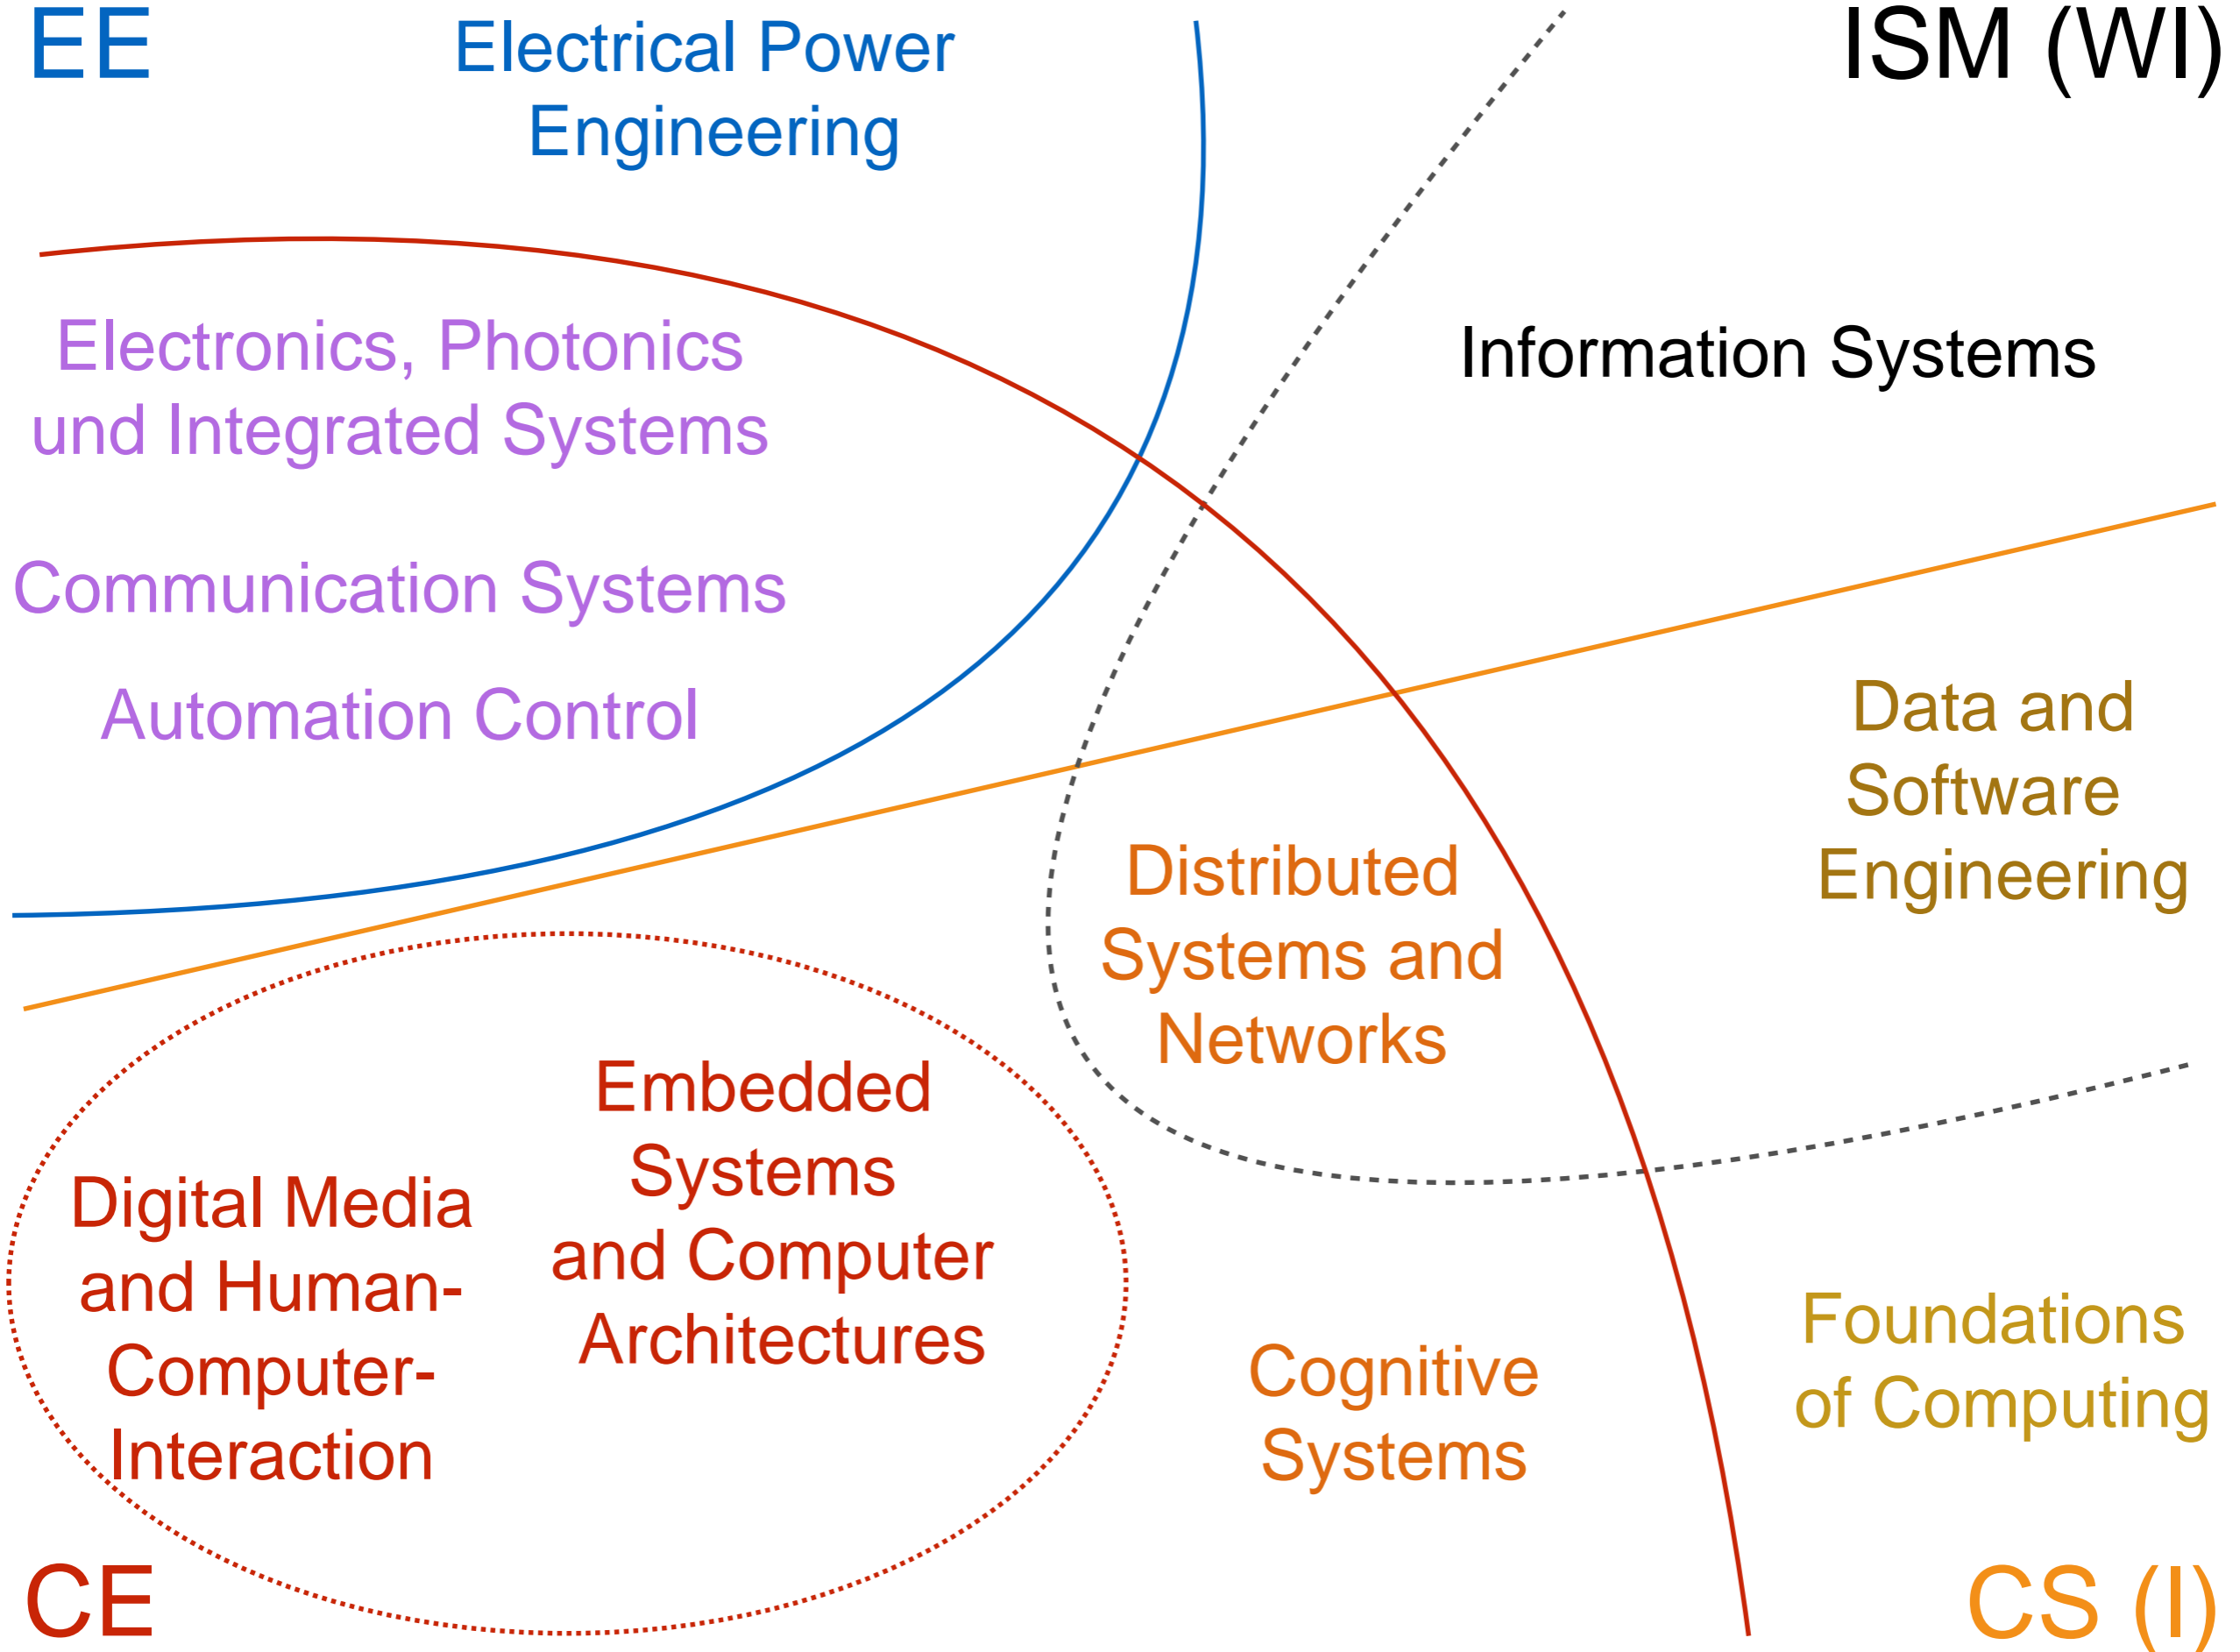 EE
Electrical Power
Engineering
ISM (WI)
Electronics, Photonics
und Integrated Systems
Information Systems
Communication Systems
Automation Control
Data and
Software
Engineering
Distributed
Systems and
Networks
Embedded
Systems
and Computer
Architectures
Digital Media
and Human-
Computer-
Interaction
Cognitive
Systems
Foundations
of Computing
CE
CS (I)